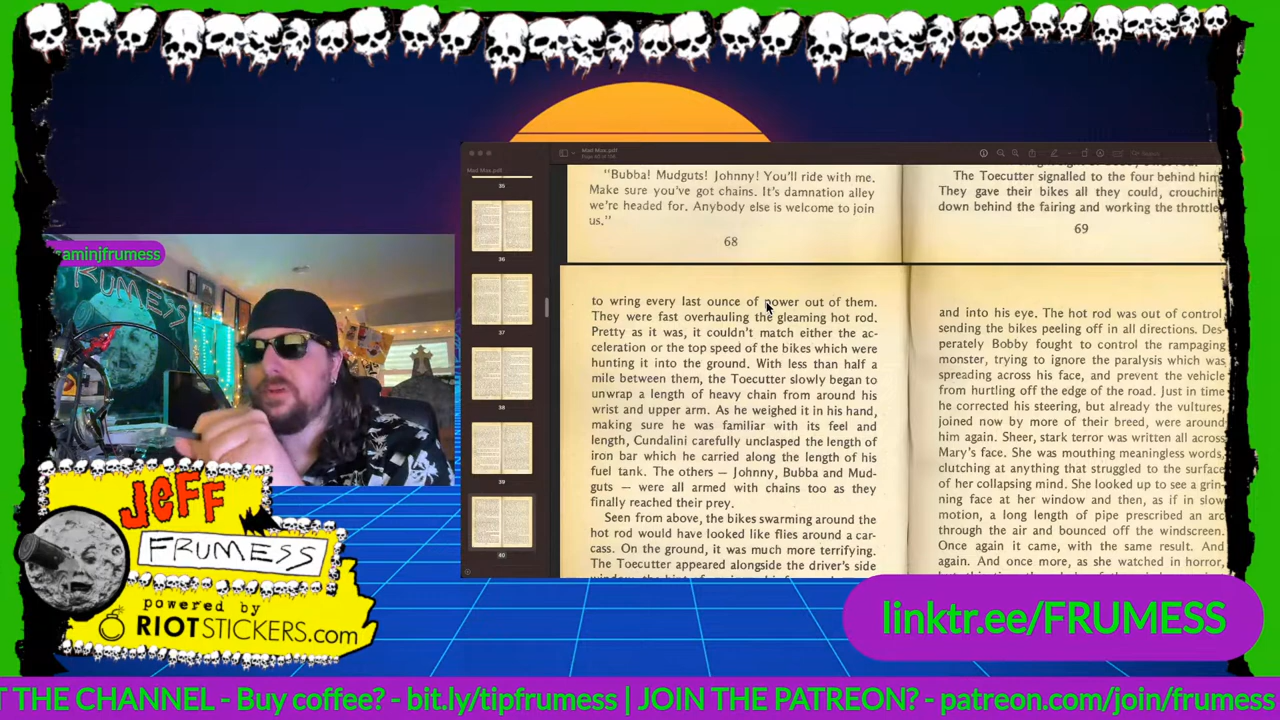 Mad Max.pdf
Mad Max.pdf
36
36
37
38
39
40
"Bubba! Mudguts! Johnny! You'll ride with me.
Make sure you've got chains. It's damnation alley
we're headed for. Anybody else is welcome to join
us."
68
The Toecutter signalled to the four behind him
They gave their bikes all they could, crouchin
down behind the fairing and working the throttle
69
to wring every last ounce of power out of them.
They were fast overhauling the gleaming hot rod.
Pretty as it was, it couldn't match either the ac-
celeration or the top speed of the bikes which were
hunting it into the ground. With less than half a
mile between them, the Toecutter slowly began to
unwrap a length of heavy chain from around his
wrist and upper arm. As he weighed it in his hand,
making sure he was familiar with its feel and
length, Cundalini carefully unclasped the length of
iron bar which he carried along the length of his
fuel tank. The others — Johnny, Bubba and Mud-
guts — were all armed with chains too as they
finally reached their prey.
Seen from above, the bikes swarming around the
hot rod would have looked like flies around a car-
cass. On the ground, it was much more terrifying.
The Toecutter appeared alongside the driver's side
and into his eye. The hot rod was out of control
sending the bikes peeling off in all directions. Des-
perately Bobby fought to control the rampaging
monster, trying to ignore the paralysis which was
spreading across his face, and prevent the vehicle
from hurtling off the edge of the road. Just in time
he corrected his steering, but already the vultures,
joined now by more of their breed, were around
him again. Sheer, stark terror was written all across
Mary's face. She was mouthing meaningless words,
clutching at anything that struggled to the surface
of her collapsing mind. She looked up to see a grin-
ning face at her window and then, as if in slow
motion, a long length of pipe prescribed an arc
through the air and bounced off the windscreen.
Once again it came, with the same result. And
again. And once more, as she watched in horror,
aminjfrumess
RUMESS
JEFF
FRUMESS
powered by
RIOTSTICKERS.com
linktr.ee/FRUMESS
T THE CHANNEL - Buy coffee? - bit.ly/tipfrumess | JOIN THE PATREON? - patreon.com/join/frumess